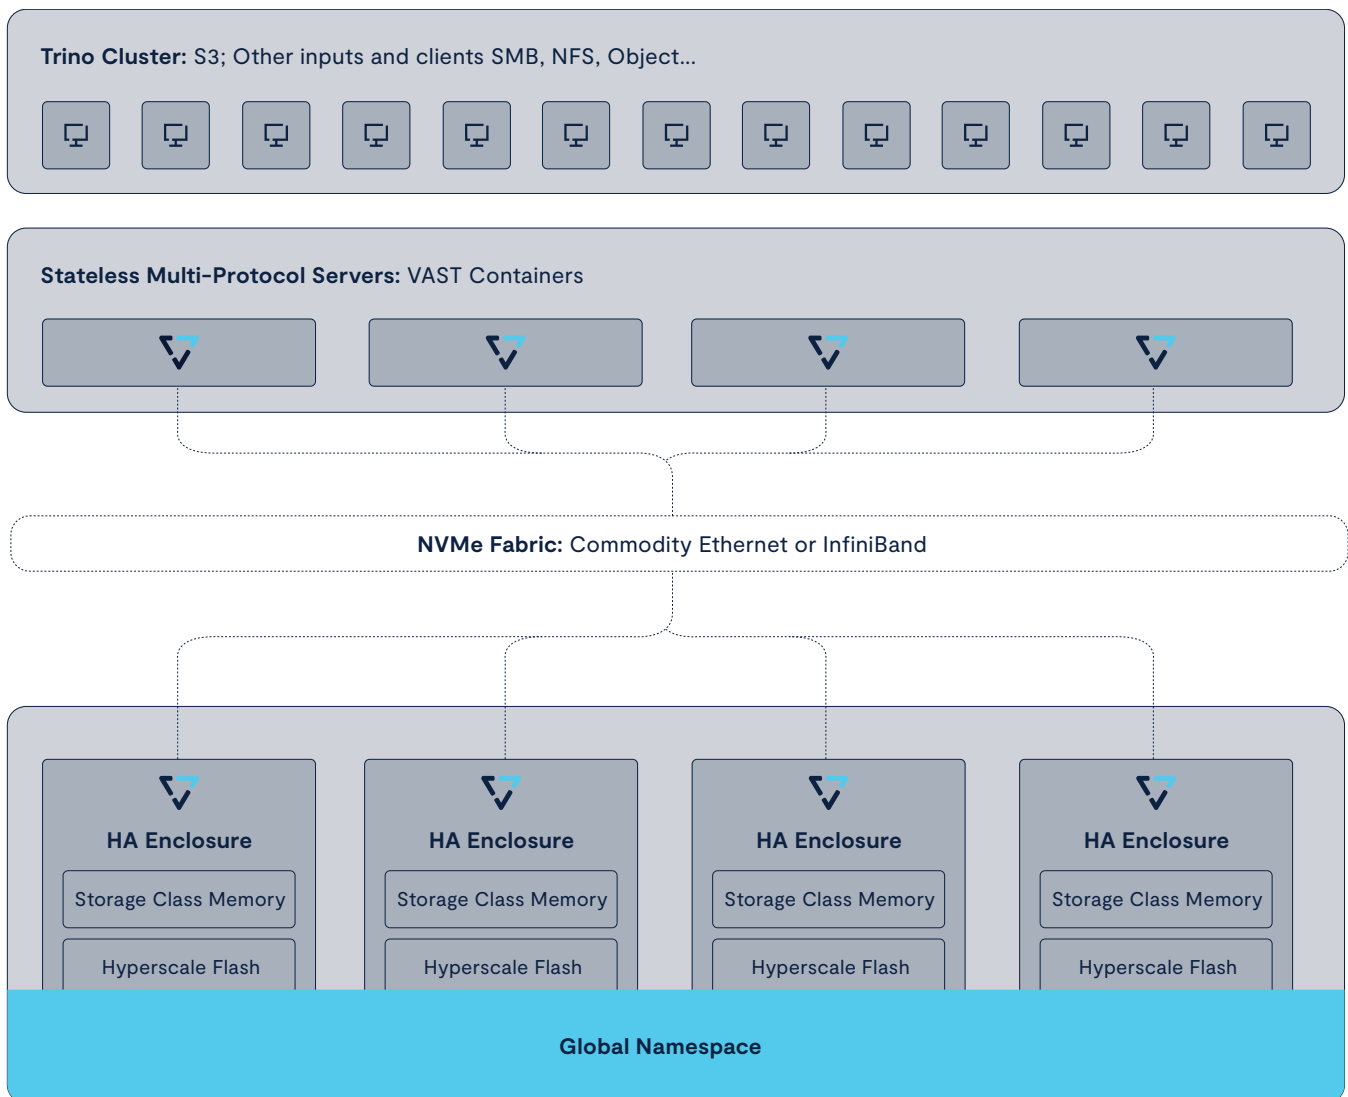 Trino Cluster: S3; Other inputs and clients SMB, NFS, Object...
Stateless Multi-Protocol Servers: VAST Containers
NVMe Fabric: Commodity Ethernet or InfiniBand
HA Enclosure
HA Enclosure
HA Enclosure
HA Enclosure
Storage Class Memory
Storage Class Memory
Storage Class Memory
Storage Class Memory
Hyperscale Flash
Hyperscale Flash
Hyperscale Flash
Hyperscale Flash
Global Namespace